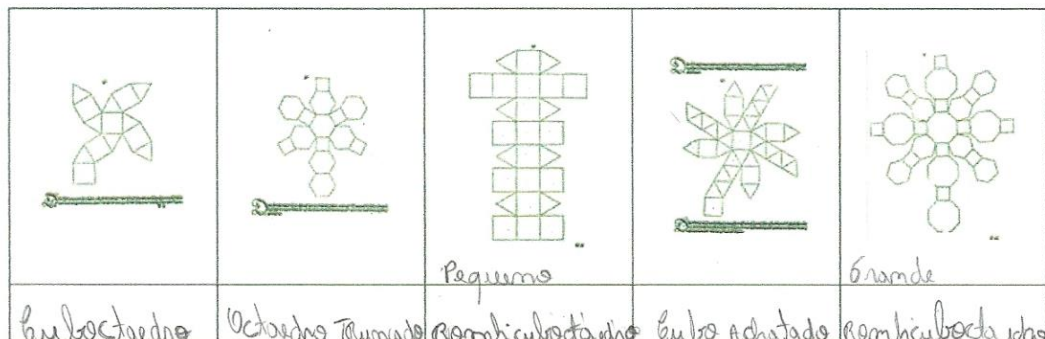 Pequeno
Grande
Cuboctaedro
Octaedro Truncado
Rombicuboctaedro
Cubo Achatado
Rombicuboctaedro